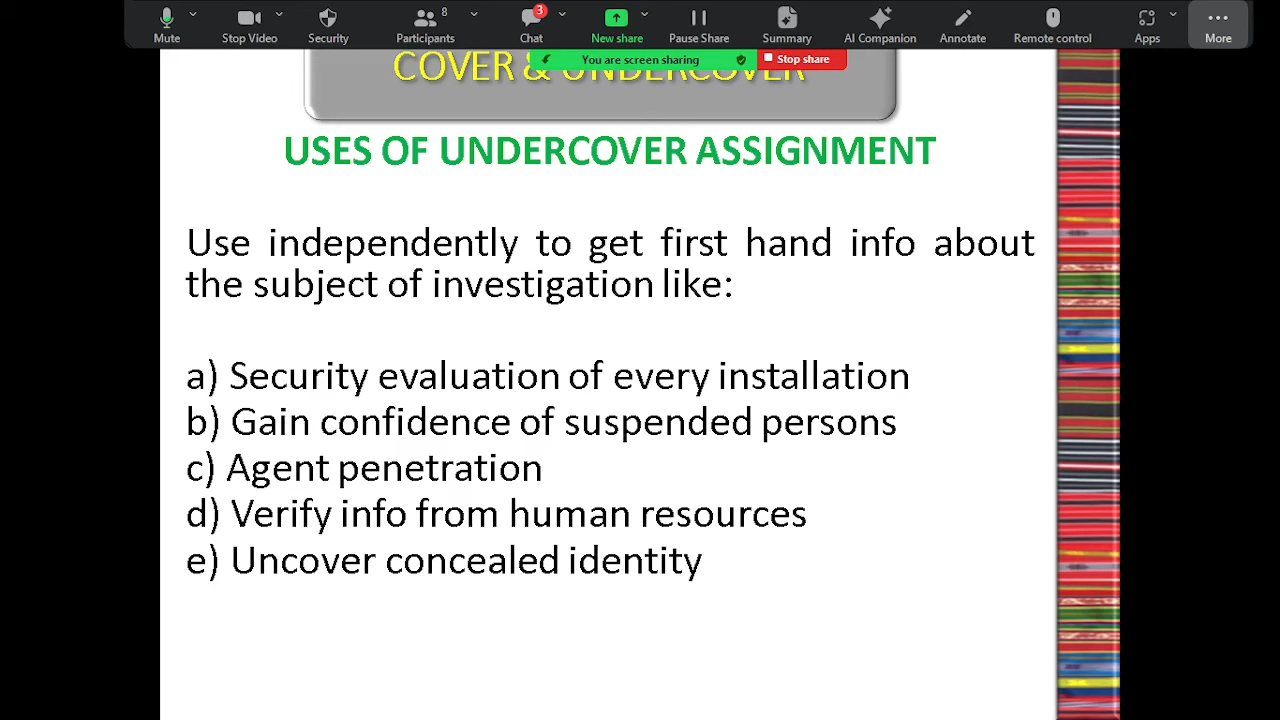 3
8
Mute
Stop Video
Security
Participants
Chat
New share
Pause Share
Summary
AI Companion
Annotate
Remote control
Apps
More
You are screen sharing
Stop share
COVER & UNDERCOVER
USES OF UNDERCOVER ASSIGNMENT
Use independently to get first hand info about
the subject of investigation like:
a) Security evaluation of every installation
b) Gain confidence of suspended persons
c) Agent penetration
d) Verify info from human resources
e) Uncover concealed identity